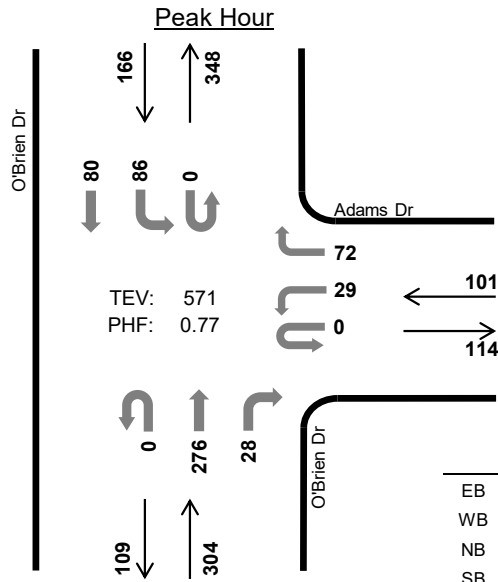 Peak Hour
166
348
O'Brien Dr
80
86
0
Adams Dr
72
29
0
101
114
TEV: 571
PHF: 0.77
0
276
28
O'Brien Dr
109
304
EB
WB
NB
SB